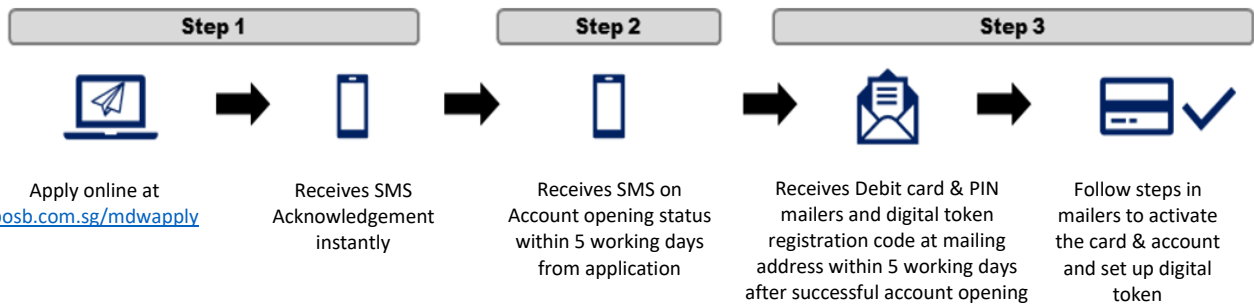 Step 1
Step 2
Step 3
Apply online at
posb.com.sg/mdwapply
Receives SMS
Acknowledgement
instantly
Receives SMS on
Account opening status
within 5 working days
from application
Receives Debit card & PIN
mailers and digital token
registration code at mailing
address within 5 working days
after successful account opening
Follow steps in
mailers to activate
the card & account
and set up digital
token